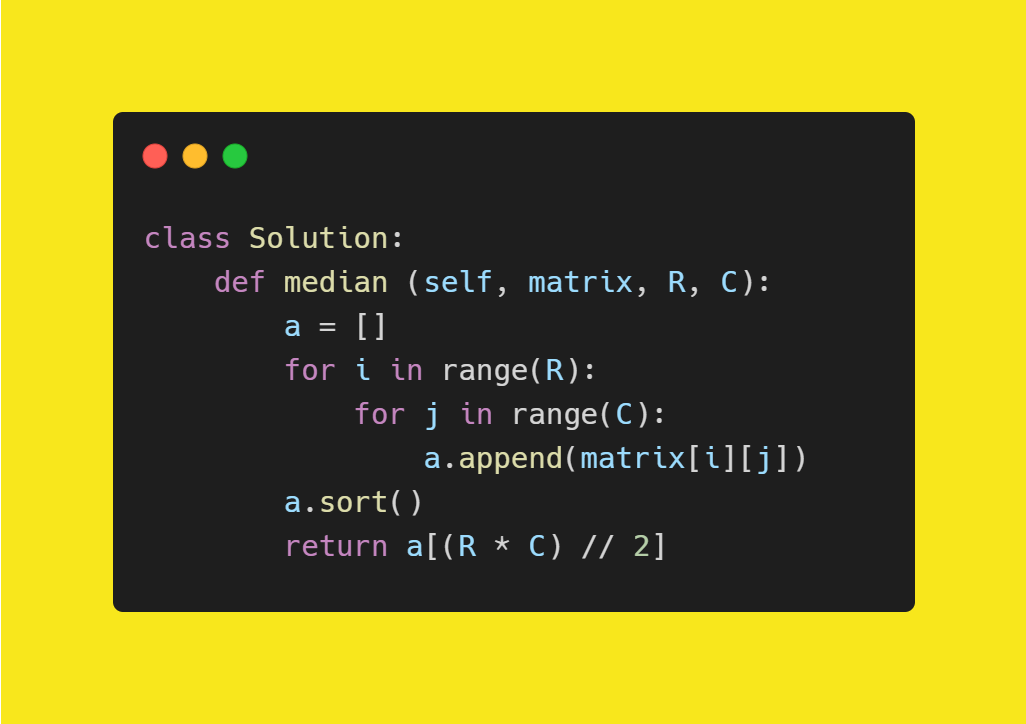 class Solution:
    def median (self, matrix, R, C):
        a = []
        for i in range(R):
            for j in range(C):
                a.append(matrix[i][j])
        a.sort()
        return a[(R * C) // 2]